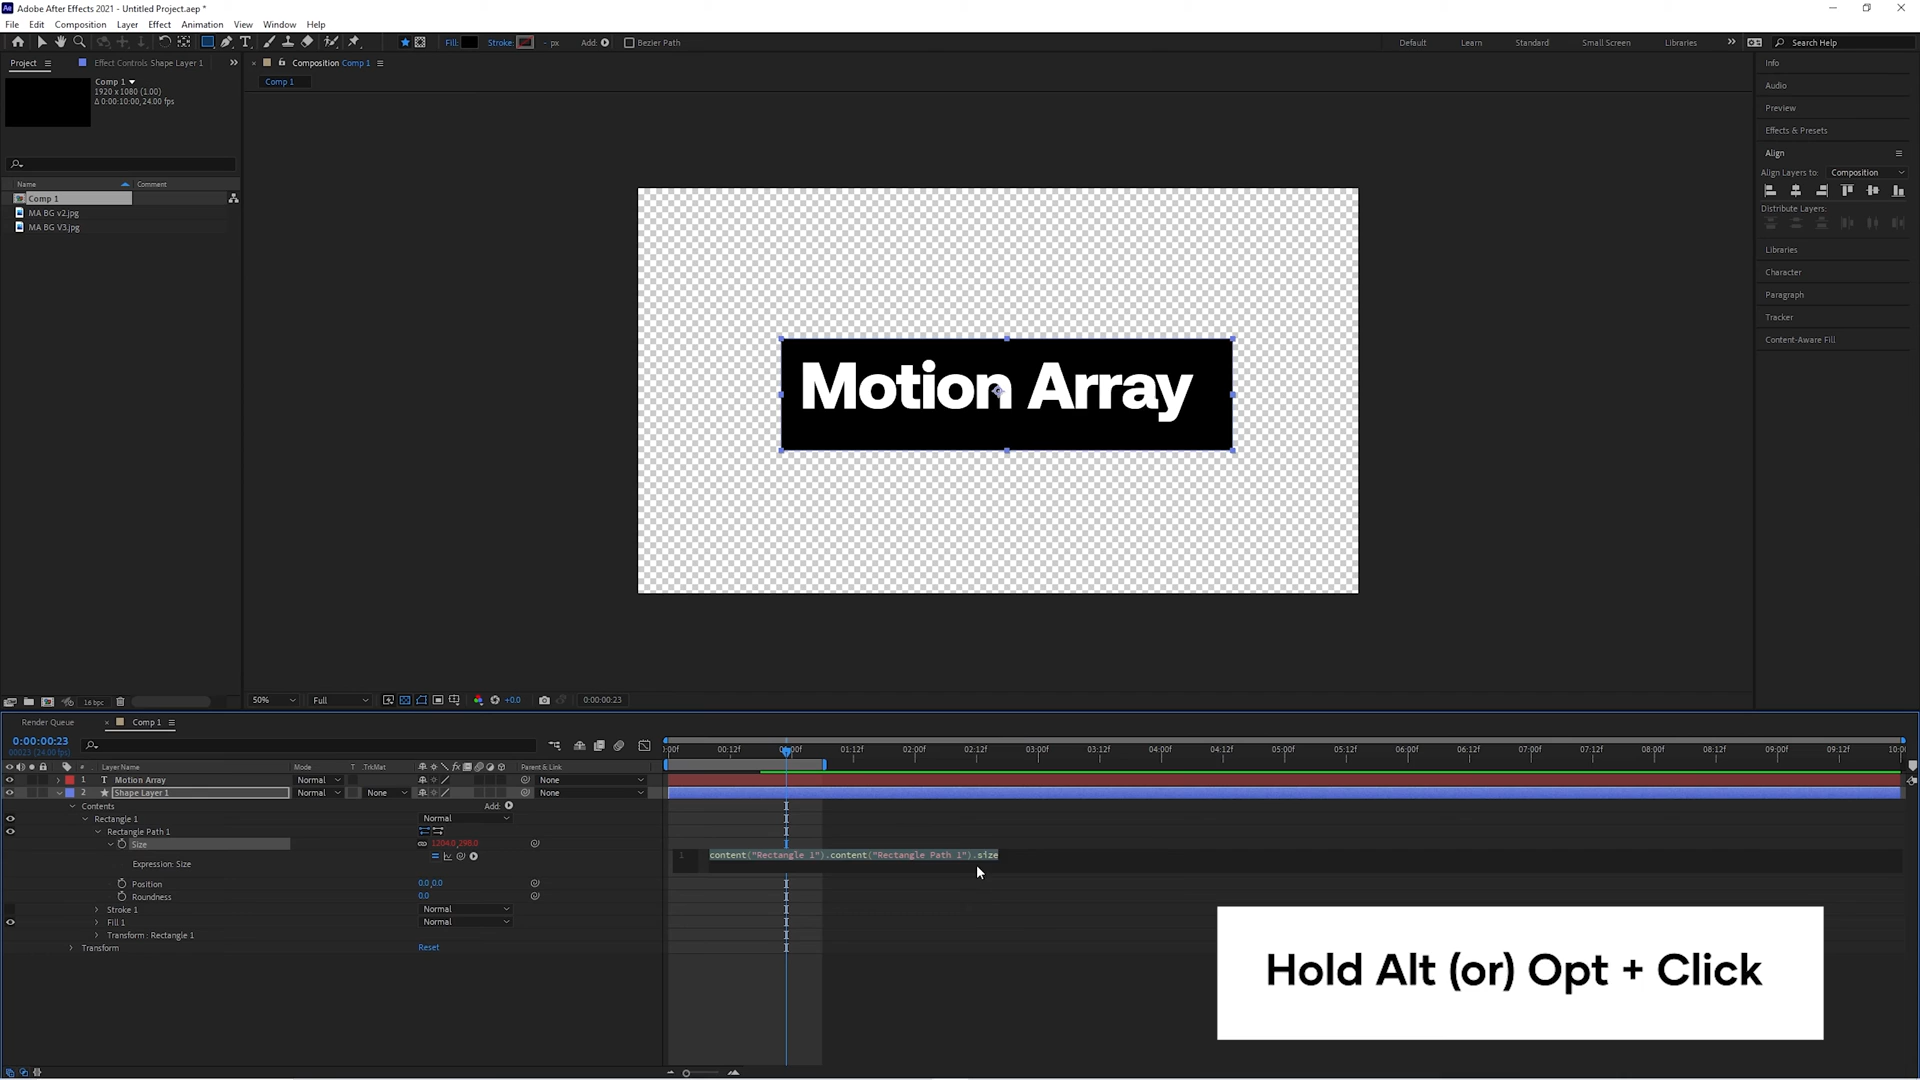 Adobe After Effects 2021 - Untitled Project.aep *
File Edit Composition Layer Effect Animation View Window Help
Fill: Stroke: - px Add: Bezier Path Default Learn Standard Small Screen Libraries Search Help
Project Effect Controls Shape Layer 1 Composition Comp 1
Comp 1
Comp 1
1920 x 1080 (1.00)
Δ 0:00:10:00, 24.00 fps
Name Comment
Comp 1
MA BG v2.jpg
MA BG V3.jpg
Motion Array
Info
Audio
Preview
Effects & Presets
Align
Align Layers to: Composition
Distribute Layers:
Libraries
Character
Paragraph
Tracker
Content-Aware Fill
16 bpc 50% Full +0.0 0:00:00:23
Render Queue Comp 1
0:00:00:23
00023 (24.00 fps)
:00f 00:12f 01:00f 01:12f 02:00f 02:12f 03:00f 03:12f 04:00f 04:12f 05:00f 05:12f 06:00f 06:12f 07:00f 07:12f 08:00f 08:12f 09:00f 09:12f 10:0
# Layer Name Mode T .TrkMat Parent & Link
1 T Motion Array Normal None
2 Shape Layer 1 Normal None None
Contents Add:
Rectangle 1 Normal
Rectangle Path 1
Size 1204.0,298.0
Expression: Size
1 content("Rectangle 1").content("Rectangle Path 1").size
Position 0.0,0.0
Roundness 0.0
Stroke 1 Normal
Fill 1 Normal
Transform : Rectangle 1
Transform Reset
Hold Alt (or) Opt + Click